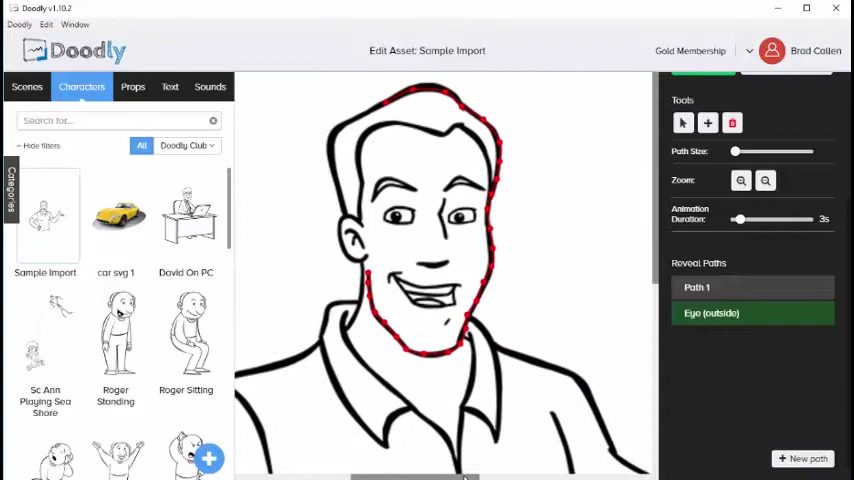 Doodly v1.10.2
Doodly Edit Window
Doodly
Edit Asset: Sample Import
Gold Membership
Brad Callen
Scenes Characters Props Text Sounds
Search for...
Hide filters
All
Doodly Club
Categories
Sample Import
car svg 1
David On PC
Sc Ann
Playing Sea
Shore
Roger
Standing
Roger Sitting
Tools
Path Size:
Zoom:
Animation
Duration:
3s
Reveal Paths
Path 1
Eye (outside)
+ New path